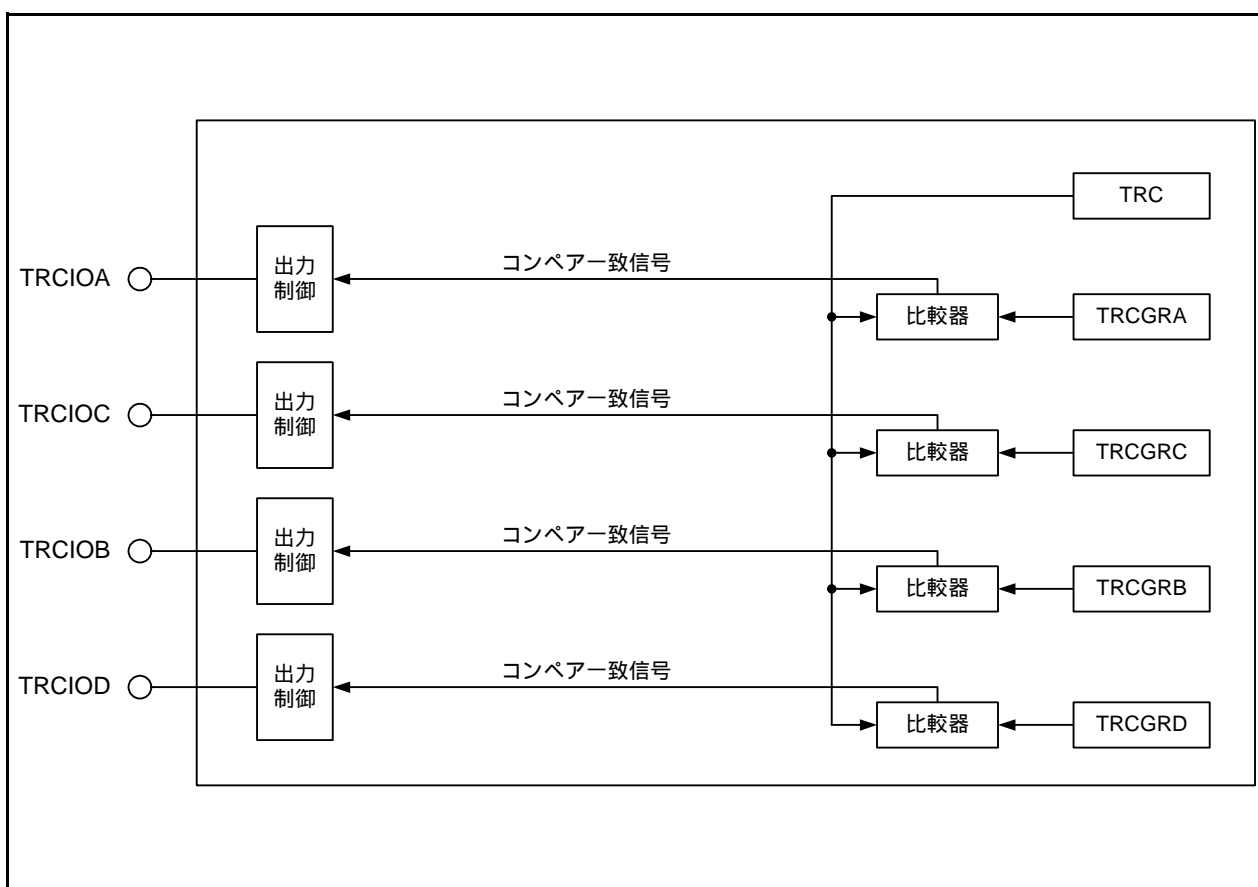 TRC
TRCIOA
出力
制御
コンペア一致信号
比較器
TRCGRA
TRCIOC
出力
制御
コンペア一致信号
比較器
TRCGRC
TRCIOB
出力
制御
コンペア一致信号
比較器
TRCGRB
TRCIOD
出力
制御
コンペア一致信号
比較器
TRCGRD